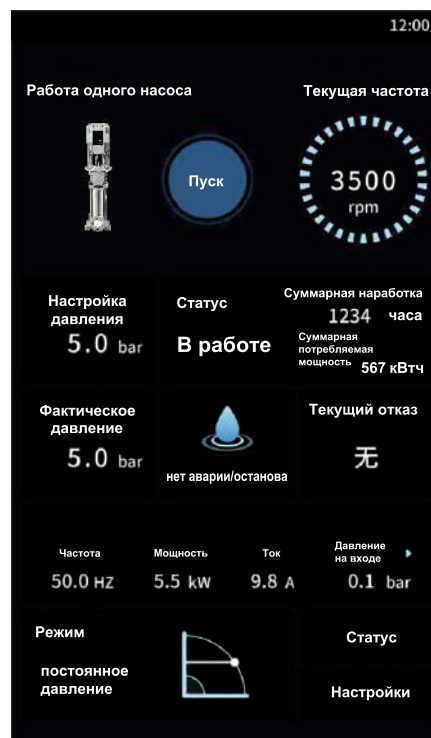 12:00
Работа одного насоса
Текущая частота
Пуск
3500
rpm
Настройка
давления
5.0 bar
Статус
В работе
Суммарная наработка
1234 часа
Суммарная
потребляемая
мощность 567 кВтч
Фактическое
давление
5.0 bar
нет аварии/останова
Текущий отказ
无
Частота
50.0 HZ
Мощность
5.5 kW
Ток
9.8 A
Давление
на входе
0.1 bar
Режим
постоянное
давление
Статус
Настройки